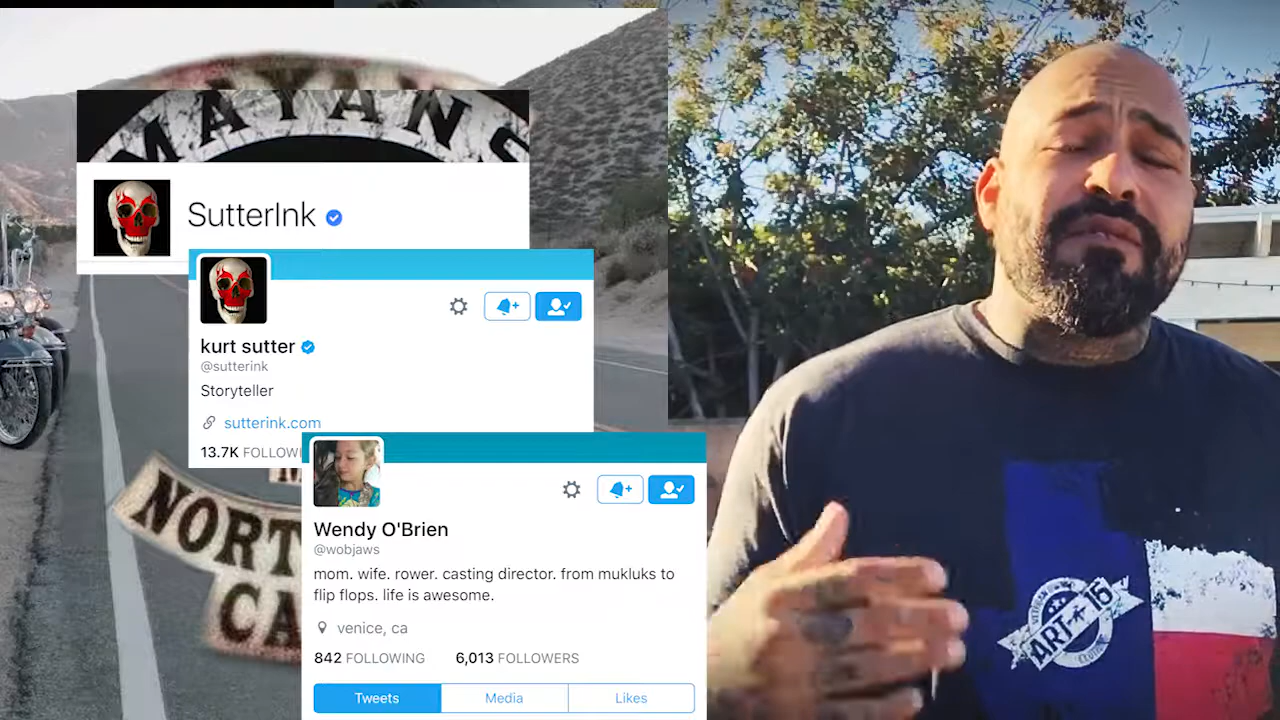 MAYANS
SutterInk
kurt sutter
@sutterink
Storyteller
sutterink.com
13.7K FOLLOW
NORT
CA
Wendy O'Brien
@wobjaws
mom. wife. rower. casting director. from mukluks to
flip flops. life is awesome.
venice, ca
842 FOLLOWING 6,013 FOLLOWERS
Tweets Media Likes
ART 16